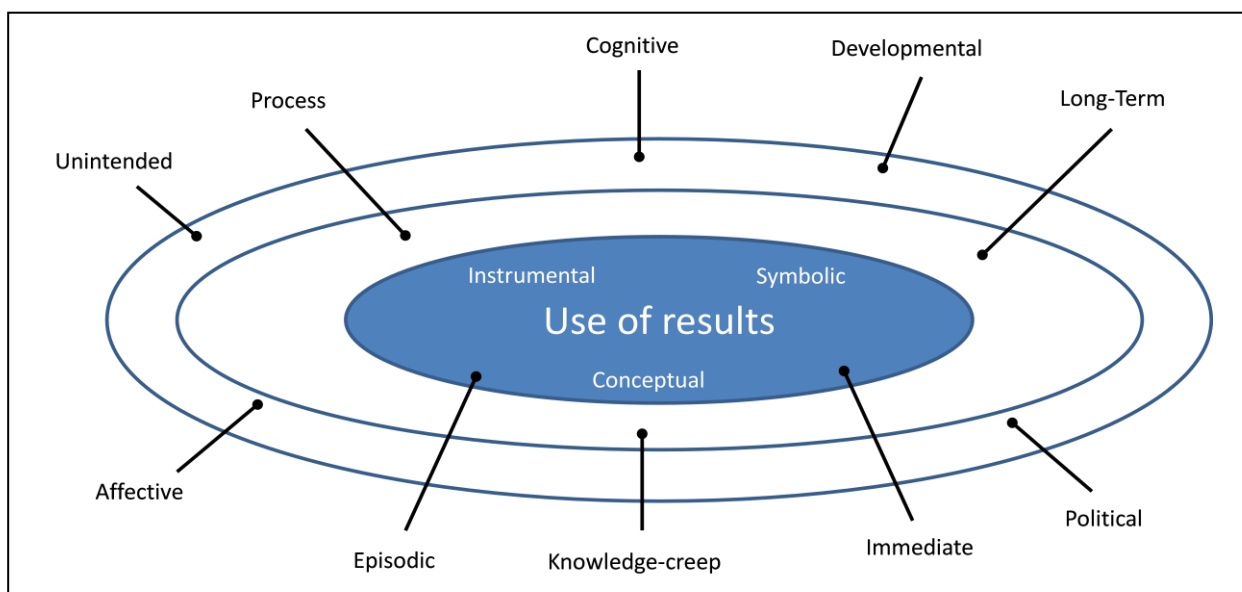 Cognitive
Developmental
Process
Long-Term
Unintended
Instrumental
Symbolic
Use of results
Conceptual
Affective
Political
Episodic
Knowledge-creep
Immediate